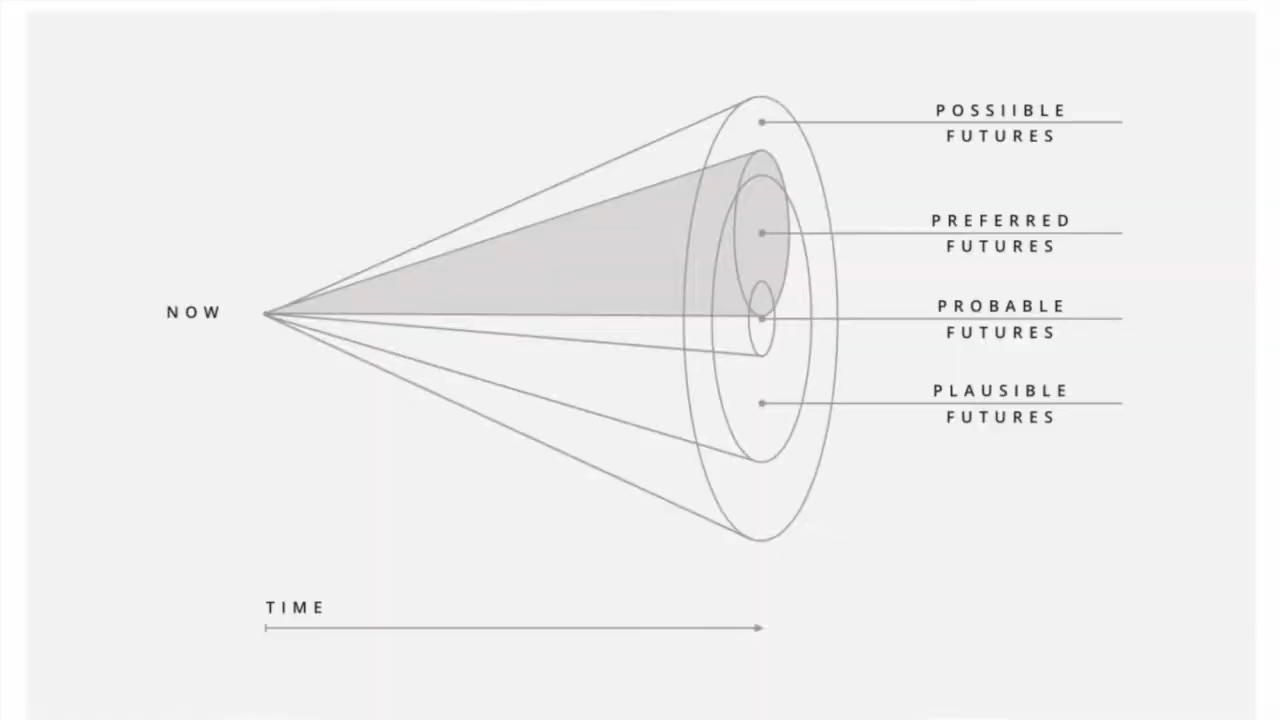 POSSIIBLE
FUTURES
PREFERRED
FUTURES
NOW
PROBABLE
FUTURES
PLAUSIBLE
FUTURES
TIME